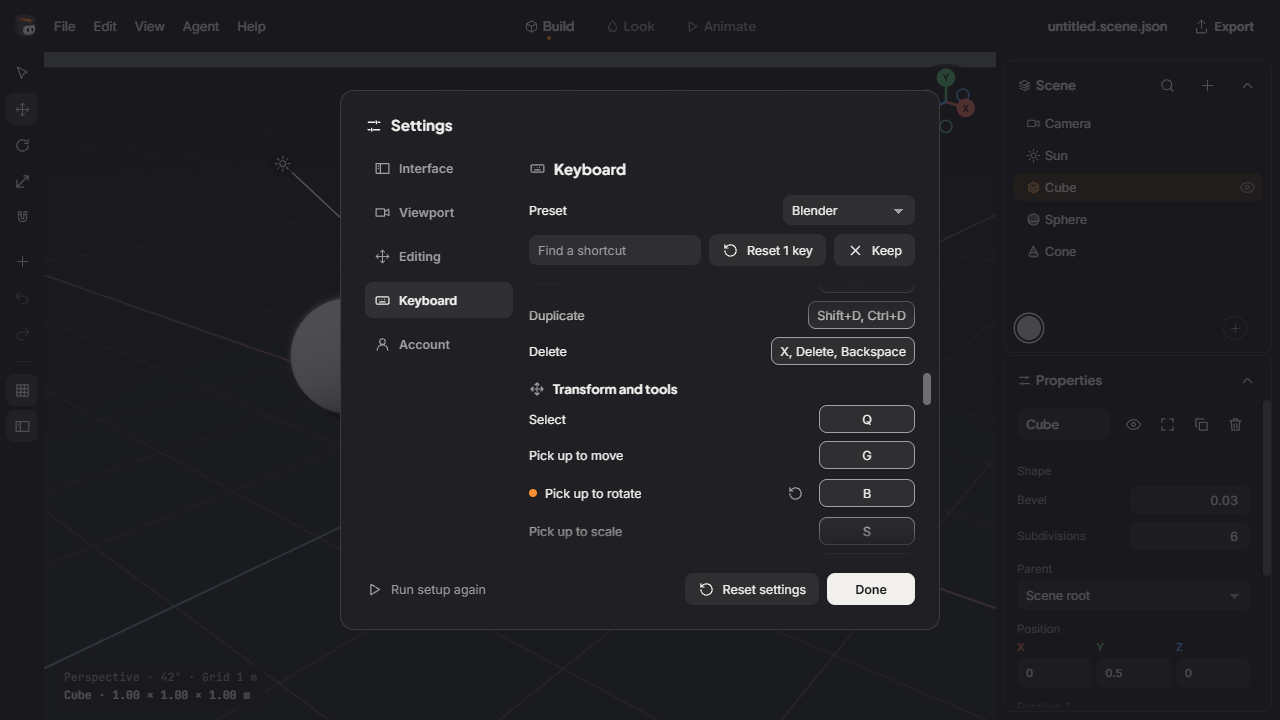 File Edit View Agent Help
Build Look Animate
untitled.scene.json Export
Y
X
Settings
Interface
Viewport
Editing
Keyboard
Account
Keyboard
Preset Blender
Find a shortcut Reset 1 key Keep
Duplicate Shift+D, Ctrl+D
Delete X, Delete, Backspace
Transform and tools
Select Q
Pick up to move G
Pick up to rotate B
Pick up to scale S
Run setup again Reset settings Done
Scene
Camera
Sun
Cube
Sphere
Cone
Properties
Cube
Shape
Bevel 0.03
Subdivisions 6
Parent
Scene root
Position
X Y Z
0 0.5 0
Rotation °
Perspective · 42° · Grid 1 m
Cube · 1.00 × 1.00 × 1.00 m